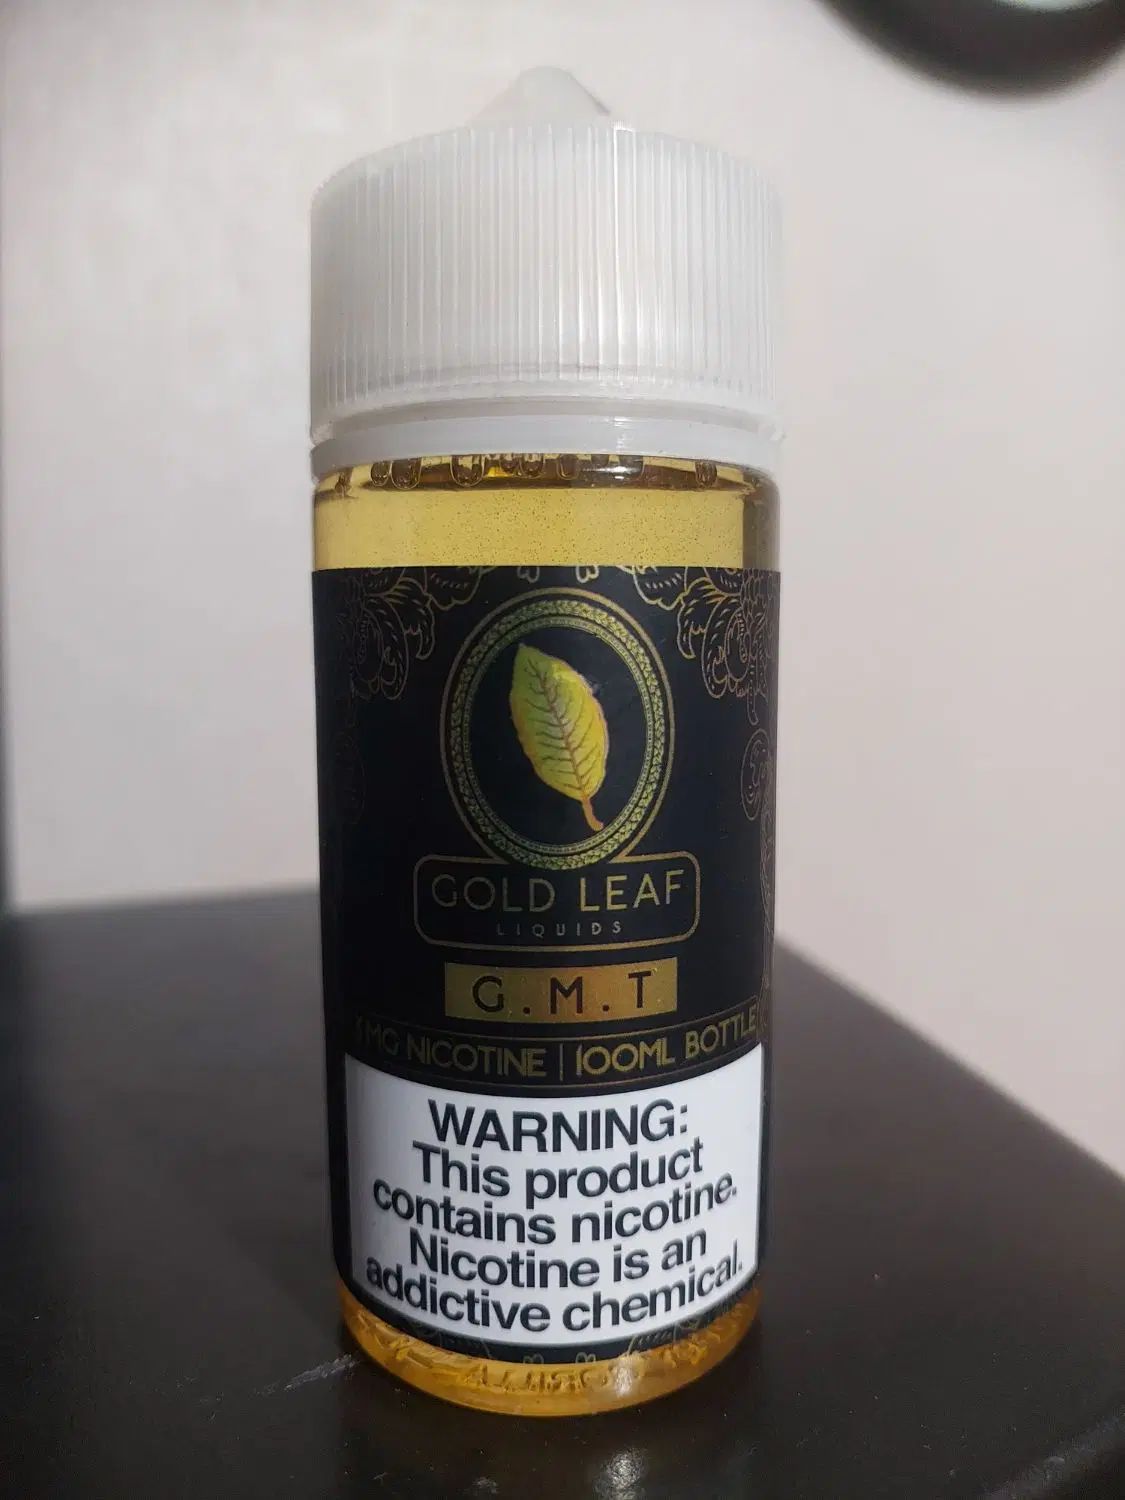 GOLD LEAF
LIQUIDS
G.M.T
MG NICOTINE | 100ML BOTTLE
WARNING:
This product
contains nicotine.
Nicotine is an
addictive chemical.